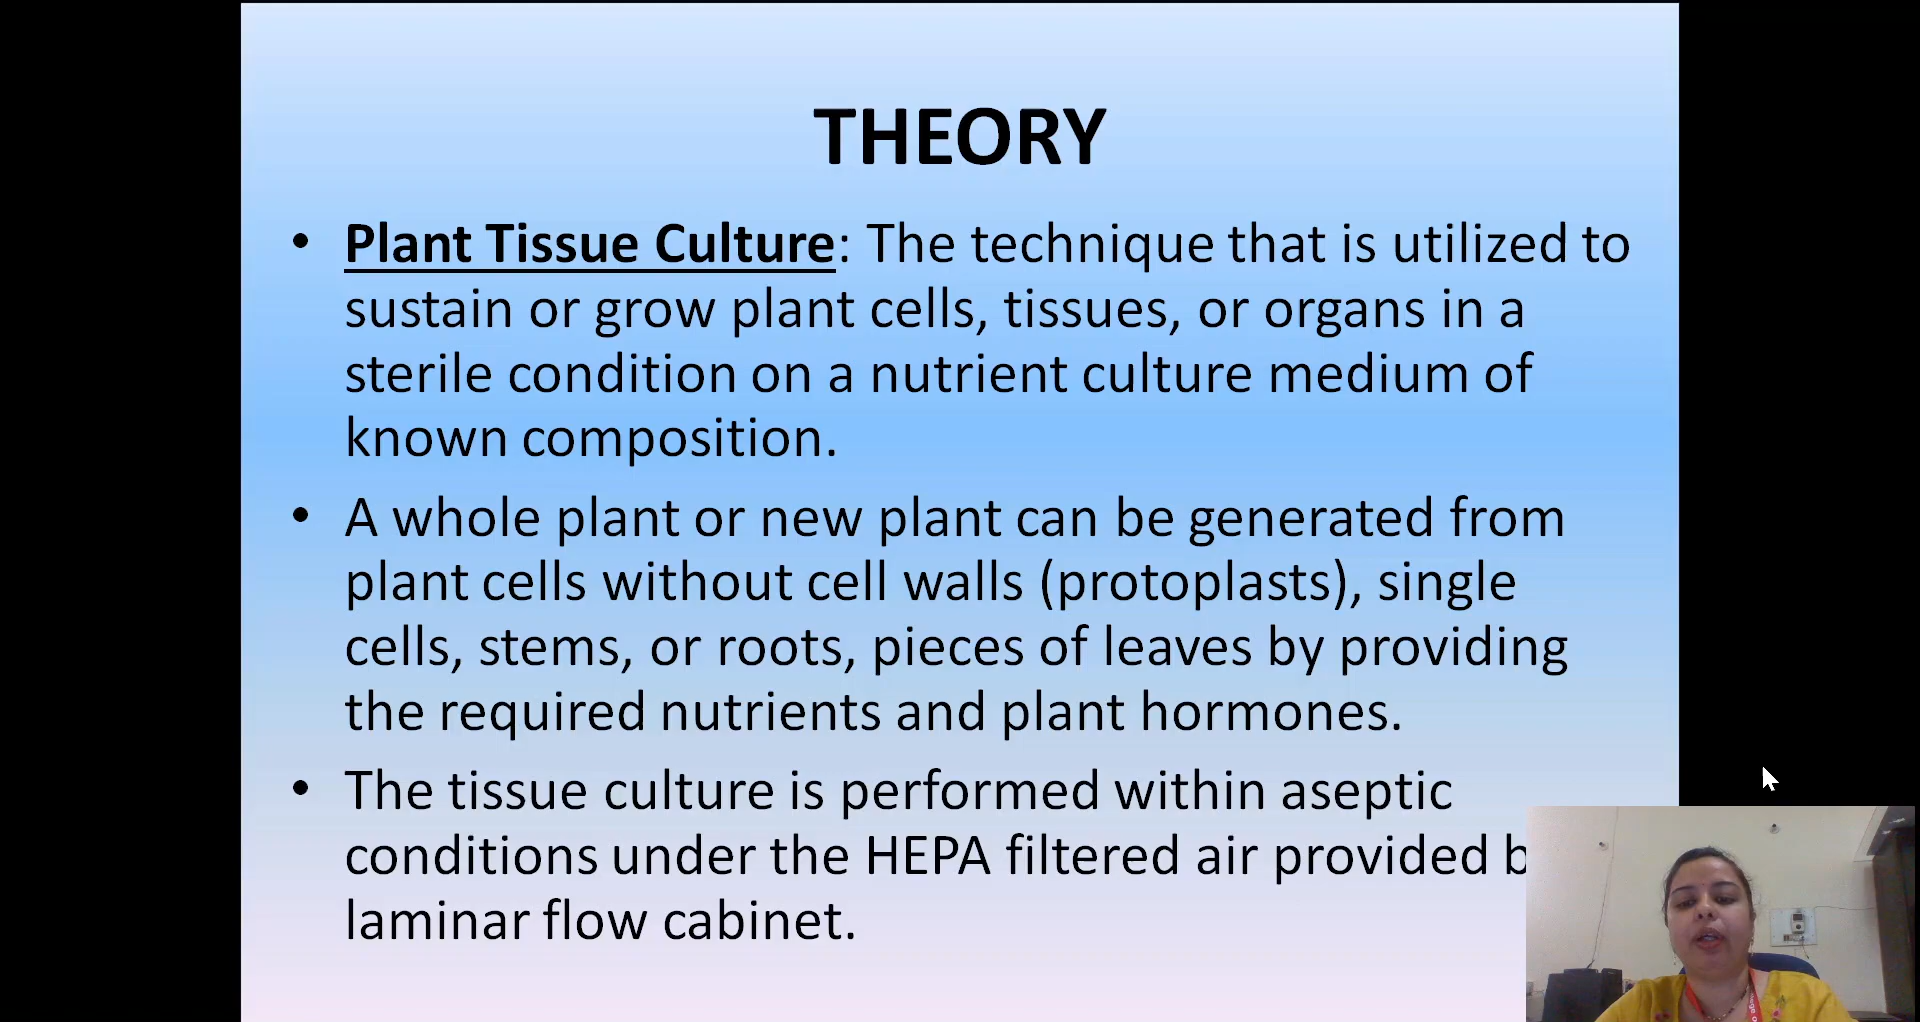 THEORY
• Plant Tissue Culture: The technique that is utilized to
sustain or grow plant cells, tissues, or organs in a
sterile condition on a nutrient culture medium of
known composition.
• A whole plant or new plant can be generated from
plant cells without cell walls (protoplasts), single
cells, stems, or roots, pieces of leaves by providing
the required nutrients and plant hormones.
• The tissue culture is performed within aseptic
conditions under the HEPA filtered air provided
laminar flow cabinet.